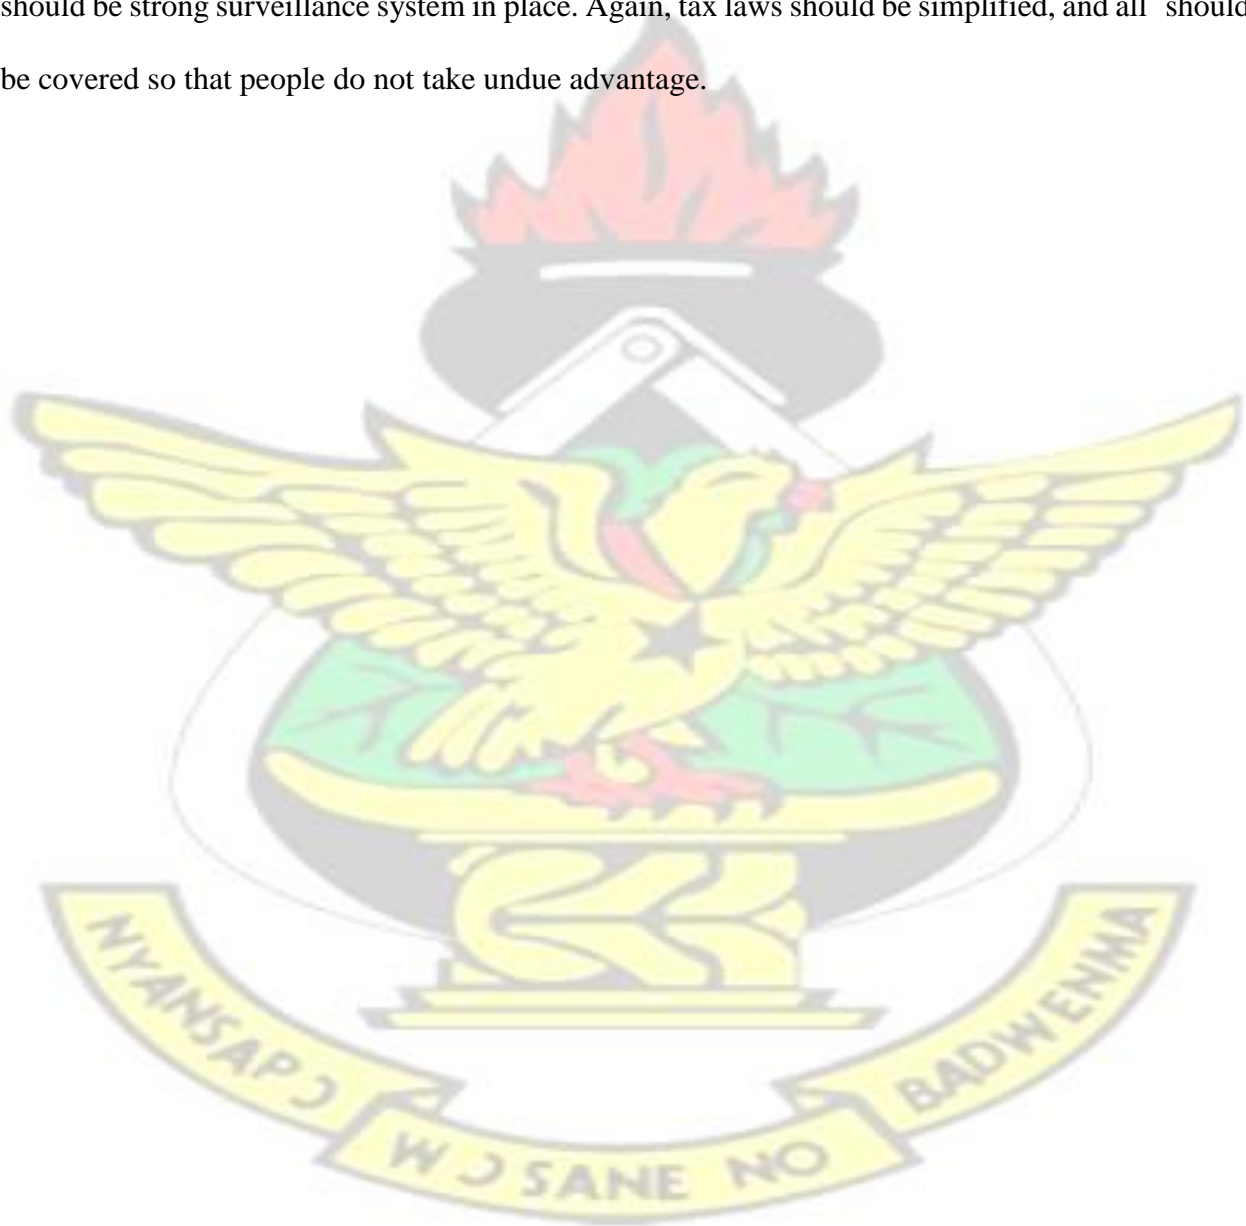 should be strong surveillance system in place. Again, tax laws should be simplified, and all should
be covered so that people do not take undue advantage.
NYANSAPƆ
WƆ SANE NO
BADWENMA